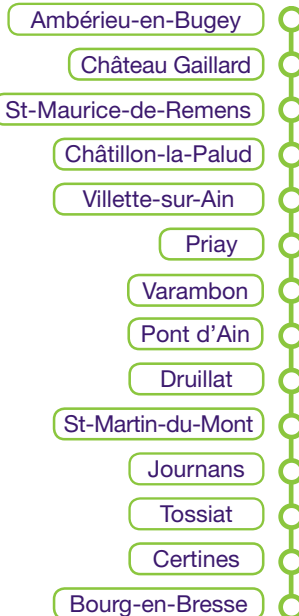 Ambérieu-en-Bugey
Château Gaillard
St-Maurice-de-Remens
Châtillon-la-Palud
Villette-sur-Ain
Priay
Varambon
Pont d’Ain
Druillat
St-Martin-du-Mont
Journans
Tossiat
Certines
Bourg-en-Bresse